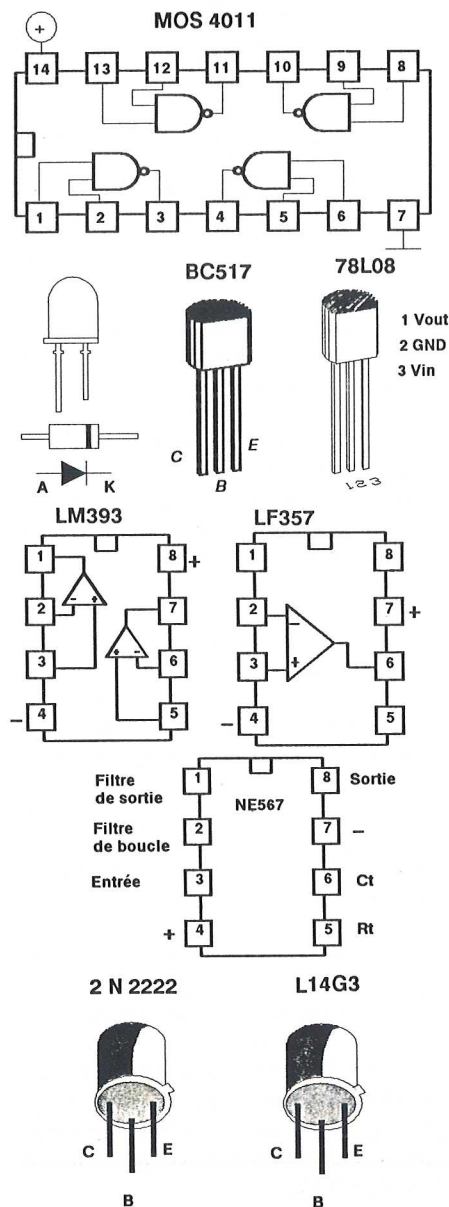 MOS 4011
+
14 13 12 11 10 9 8
1 2 3 4 5 6 7
BC517
78L08
1 Vout
2 GND
3 Vin
C B E
1 2 3
A K
LM393
LF357
1 8 +
2 7
3 6
- 4 5
- +
+ -
1 8
2 7 +
3 6
- 4 5
-
+
Filtre
de sortie
1 8 Sortie
NE567
Filtre
de boucle
2 7 -
Entrée 3 6 Ct
+ 4 5 Rt
2 N 2222
L14G3
C E
B
C E
B